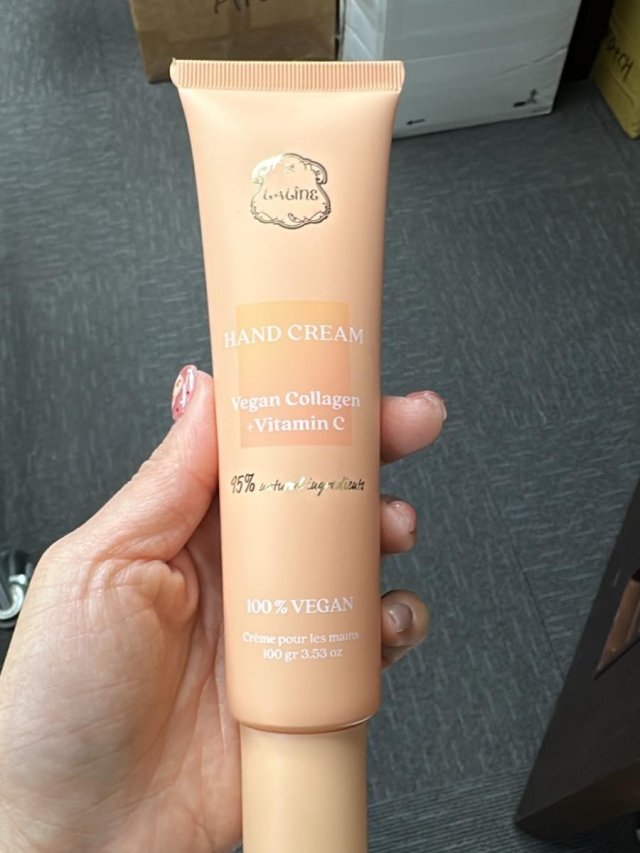 Laline
HAND CREAM
Vegan Collagen
+Vitamin C
95% natural ingredients
100% VEGAN
Crème pour les mains
100 gr 3.53 oz